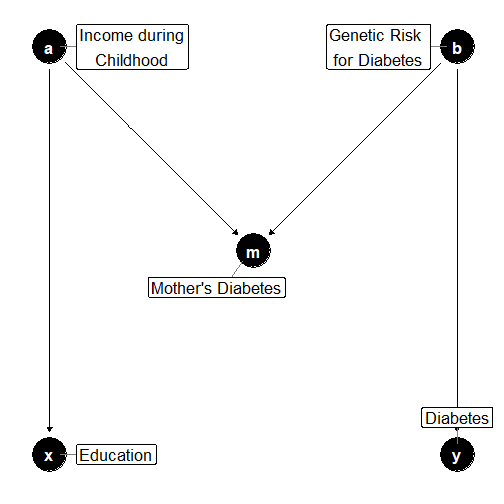 a
Income during
Childhood
Genetic Risk
for Diabetes
b
m
Mother's Diabetes
Diabetes
x
Education
y